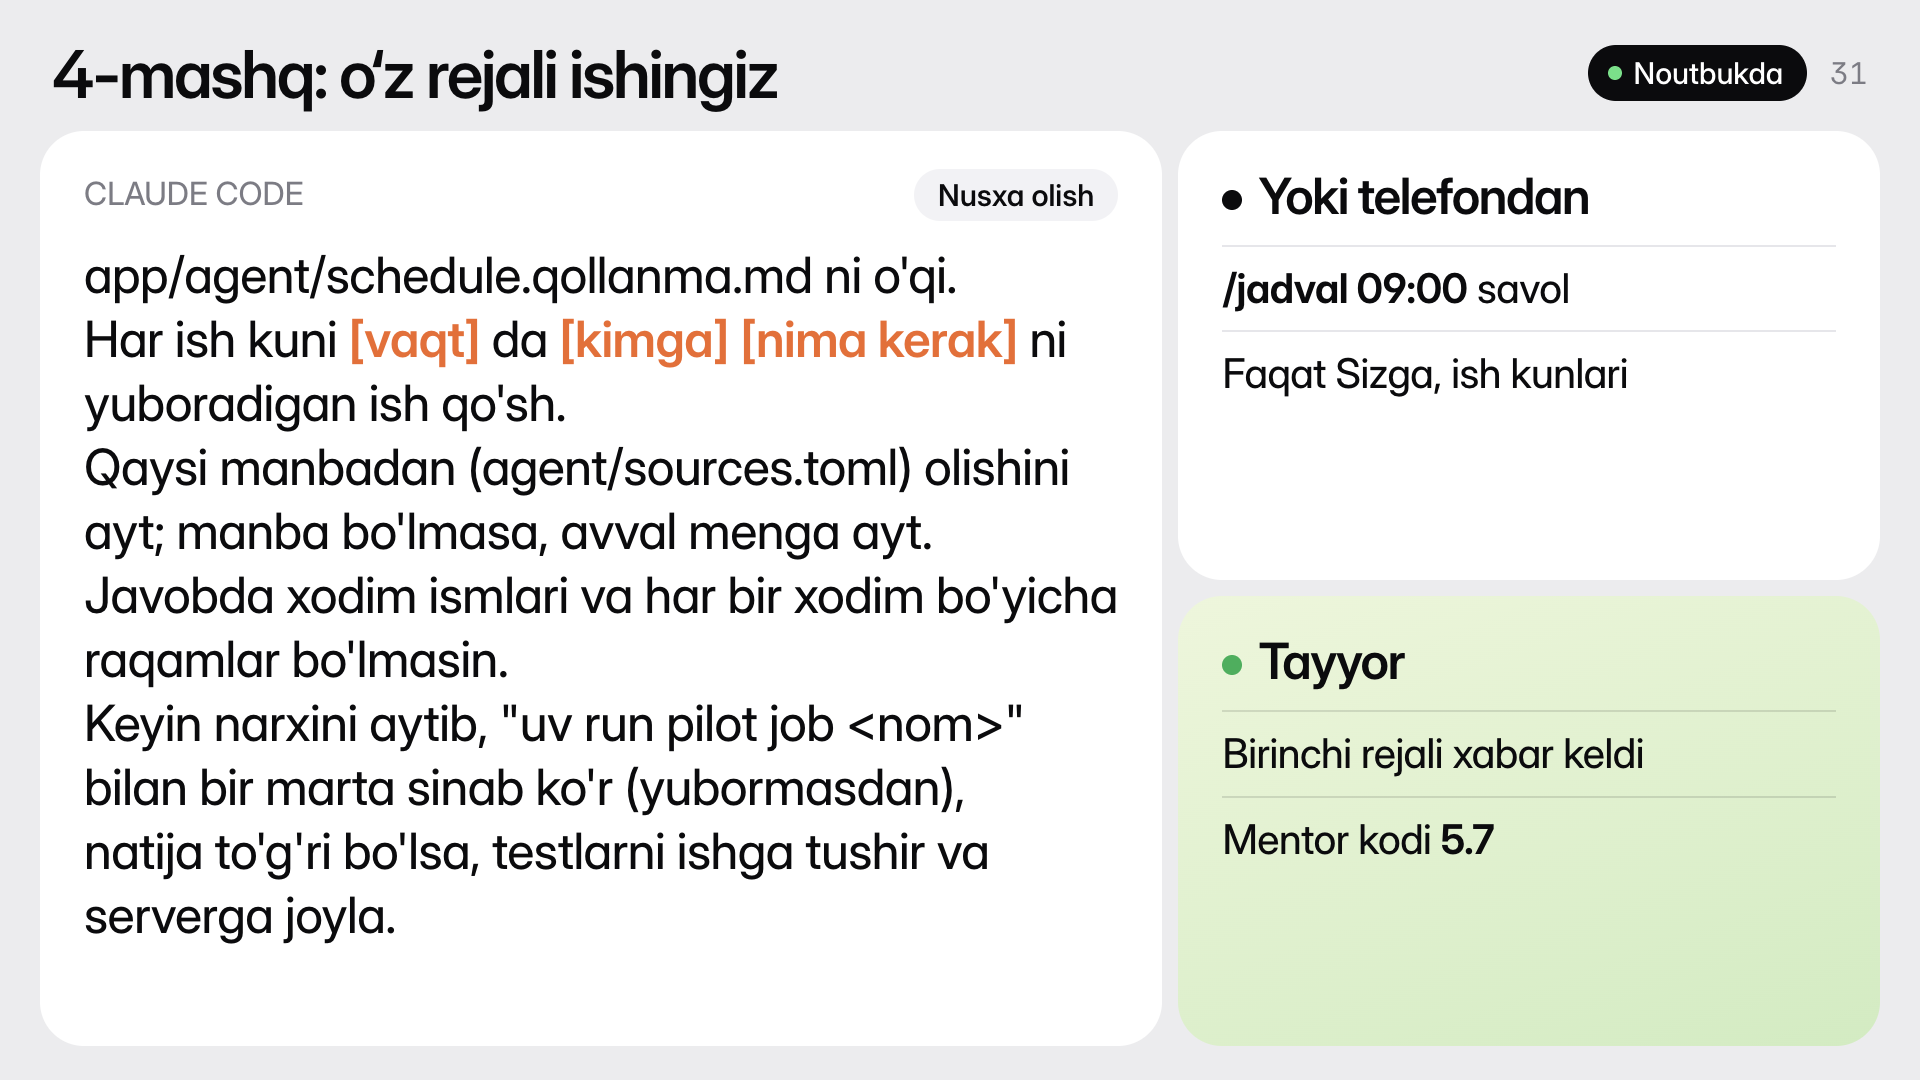 4-mashq: o‘z rejali ishingiz
Noutbukda
31
CLAUDE CODE
Nusxa olish
app/agent/schedule.qollanma.md ni o'qi.
Har ish kuni [vaqt] da [kimga] [nima kerak] ni
yuboradigan ish qo'sh.
Qaysi manbadan (agent/sources.toml) olishini
ayt; manba bo'lmasa, avval menga ayt.
Javobda xodim ismlari va har bir xodim bo'yicha
raqamlar bo'lmasin.
Keyin narxini aytib, "uv run pilot job <nom>"
bilan bir marta sinab ko'r (yubormasdan),
natija to'g'ri bo'lsa, testlarni ishga tushir va
serverga joyla.
Yoki telefondan
/jadval 09:00 savol
Faqat Sizga, ish kunlari
Tayyor
Birinchi rejali xabar keldi
Mentor kodi 5.7